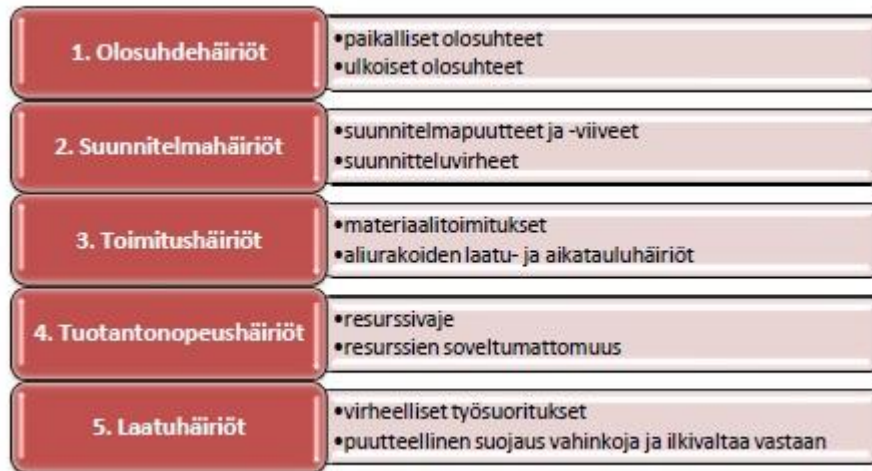 1. Olosuhdehäiriöt
•paikalliset olosuhteet
•ulkoiset olosuhteet
2. Suunnitelmahäiriöt
•suunnitelmapuutteet ja -viiveet
•suunnitteluvirheet
3. Toimitushäiriöt
•materiaalitoimitukset
•aliurakoiden laatu- ja aikatauluhäiriöt
4. Tuotantonopeushäiriöt
•resurssivaje
•resurssien soveltumattomuus
5. Laatuhäiriöt
•virheelliset työsuoritukset
•puutteellinen suojaus vahinkoja ja ilkivaltaa vastaan